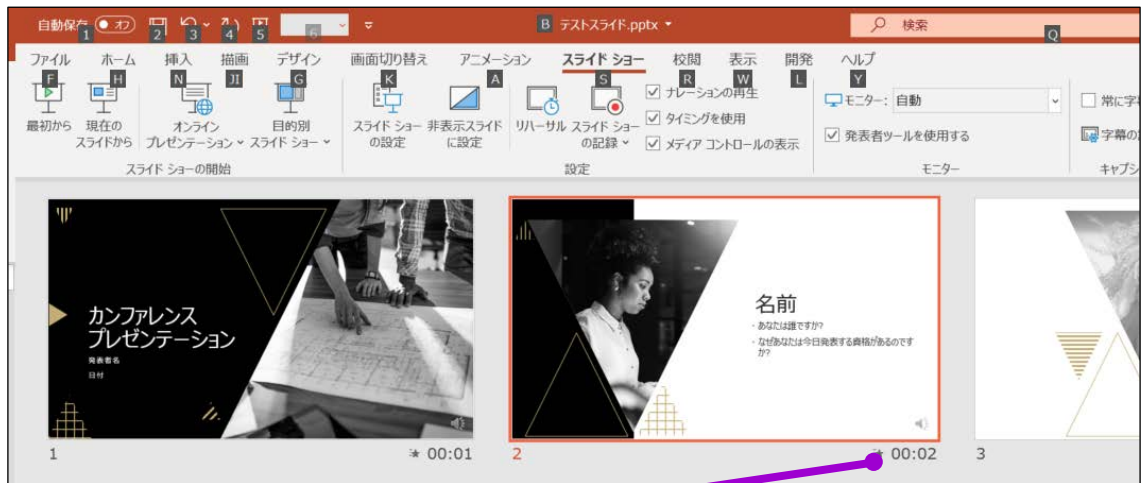 自動保存 オフ
1 2 3 4 5 6
B テストスライド.pptx
検索
Q
ファイル ホーム 挿入 描画 デザイン 画面切り替え アニメーション スライド ショー 校閲 表示 開発 ヘルプ
F H N JI G K A S R W L Y
最初から 現在の スライドから
オンライン プレゼンテーション
目的別 スライド ショー
スライド ショーの開始
スライド ショー の設定
非表示スライド に設定
リハーサル
スライド ショー の記録
ナレーションの再生
タイミングを使用
メディア コントロールの表示
設定
モニター: 自動
発表者ツールを使用する
モニター
常に字
字幕の
キャプシ
カンファレンス
プレゼンテーション
発表者名
日付
1 00:01
名前
・あなたは誰ですか?
・なぜあなたは今日発表する資格があるのです
か?
2 00:02
3